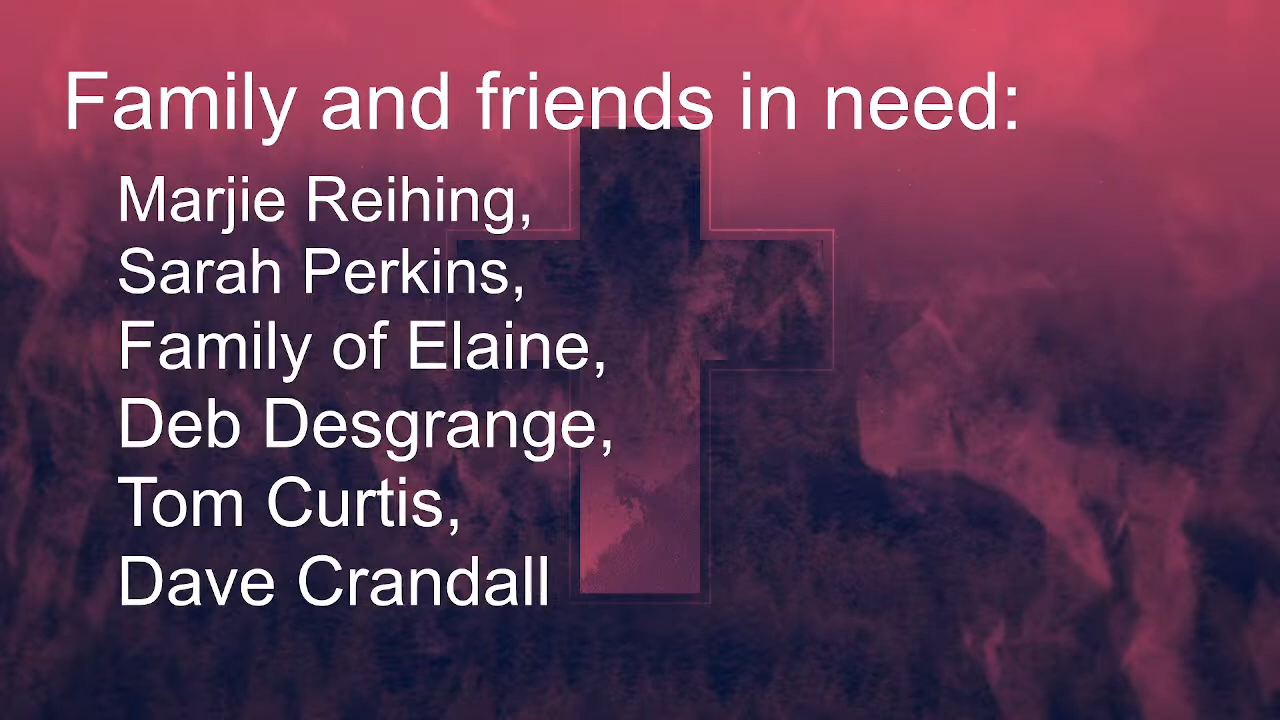 Family and friends in need:
Marjie Reihing,
Sarah Perkins,
Family of Elaine,
Deb Desgrange,
Tom Curtis,
Dave Crandall